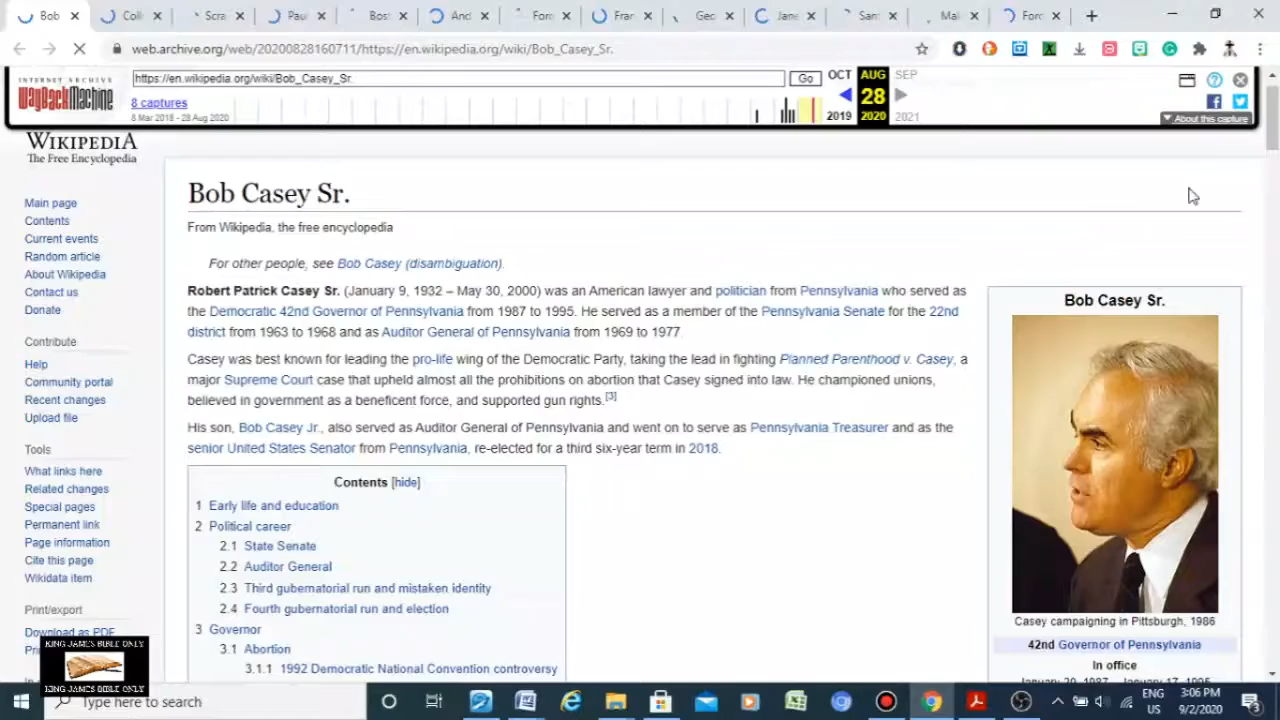 Bob
Coll
Scra
Pau
Bos
And
Forc
Fran
Geo
Jane
San
Mal
Forc
web.archive.org/web/20200828160711/https://en.wikipedia.org/wiki/Bob_Casey_Sr.
INTERNET ARCHIVE
WayBackMachine
https://en.wikipedia.org/wiki/Bob_Casey_Sr.
Go
OCT
AUG
SEP
8 captures
28
8 Mar 2018 - 28 Aug 2020
2019
2020
2021
About this capture
WIKIPEDIA
The Free Encyclopedia
Main page
Contents
Current events
Random article
About Wikipedia
Contact us
Donate
Contribute
Help
Community portal
Recent changes
Upload file
Tools
What links here
Related changes
Special pages
Permanent link
Page information
Cite this page
Wikidata item
Print/export
Download as PDF
Bob Casey Sr.
From Wikipedia, the free encyclopedia
For other people, see Bob Casey (disambiguation).
Robert Patrick Casey Sr. (January 9, 1932 – May 30, 2000) was an American lawyer and politician from Pennsylvania who served as
the Democratic 42nd Governor of Pennsylvania from 1987 to 1995. He served as a member of the Pennsylvania Senate for the 22nd
district from 1963 to 1968 and as Auditor General of Pennsylvania from 1969 to 1977.
Casey was best known for leading the pro-life wing of the Democratic Party, taking the lead in fighting Planned Parenthood v. Casey, a
major Supreme Court case that upheld almost all the prohibitions on abortion that Casey signed into law. He championed unions,
believed in government as a beneficent force, and supported gun rights.[3]
His son, Bob Casey Jr., also served as Auditor General of Pennsylvania and went on to serve as Pennsylvania Treasurer and as the
senior United States Senator from Pennsylvania, re-elected for a third six-year term in 2018.
Contents [hide]
1 Early life and education
2 Political career
2.1 State Senate
2.2 Auditor General
2.3 Third gubernatorial run and mistaken identity
2.4 Fourth gubernatorial run and election
3 Governor
3.1 Abortion
3.1.1 1992 Democratic National Convention controversy
Bob Casey Sr.
Casey campaigning in Pittsburgh, 1986
42nd Governor of Pennsylvania
In office
January 20, 1987 – January 17, 1995
KING JAMES BIBLE ONLY
KING JAMES BIBLE ONLY
Type here to search
ENG
US
3:06 PM
9/2/2020
3